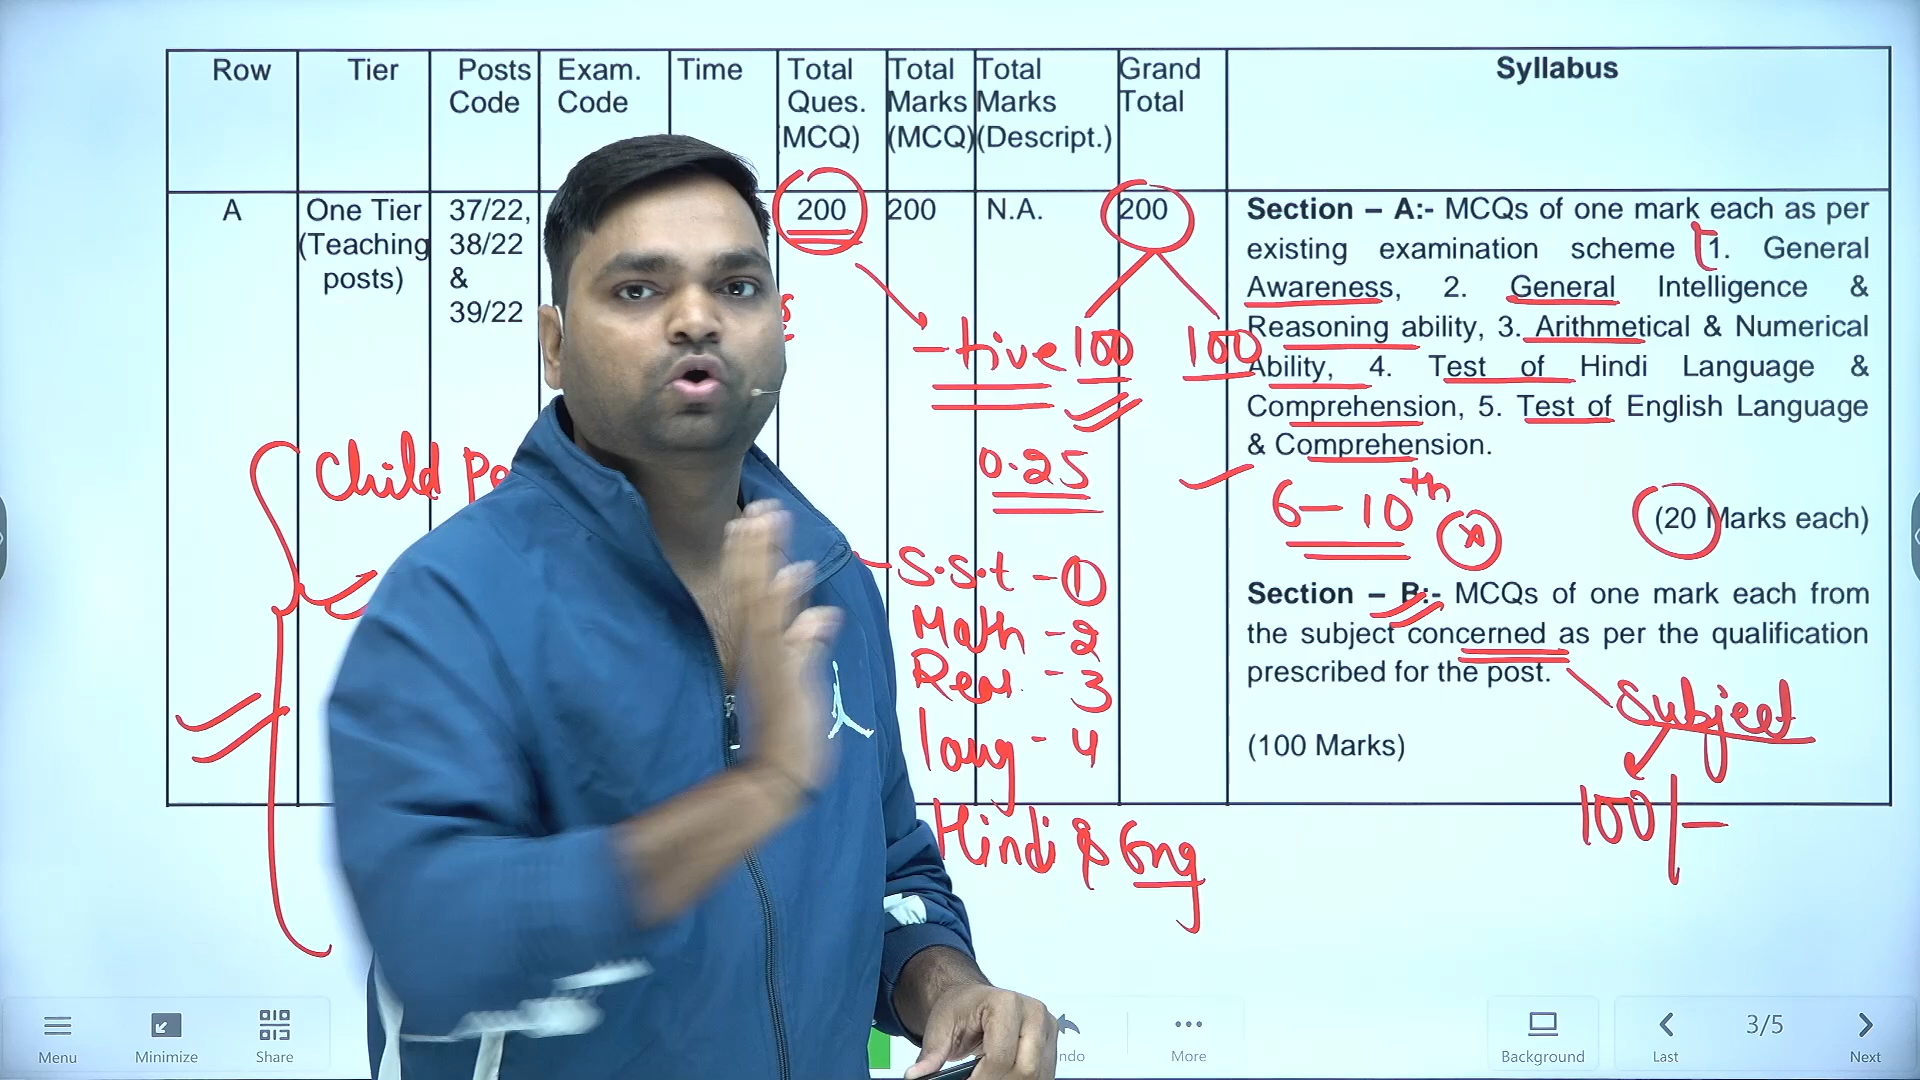 Row
Tier
Posts
Code
Exam.
Code
Time
Total
Ques.
MCQ)
Total
Marks
(MCQ)
Total
Marks
(Descript.)
Grand
Total
Syllabus
A
One Tier
(Teaching
posts)
37/22,
38/22
&
39/22
200
200
N.A.
200
Section – A:- MCQs of one mark each as per
existing examination scheme 1. General
Awareness, 2. General Intelligence &
Reasoning ability, 3. Arithmetical & Numerical
Ability, 4. Test of Hindi Language &
Comprehension, 5. Test of English Language
& Comprehension.
(20 Marks each)
Section – B:- MCQs of one mark each from
the subject concerned as per the qualification
prescribed for the post.
(100 Marks)
-tive 100 100
0.25
6-10th
Child
S.S.t - 1
Math - 2
Reas. - 3
lang - 4
Hindi & Eng
Subject
100/-
Menu
Minimize
Share
More
Background
Last
3/5
Next